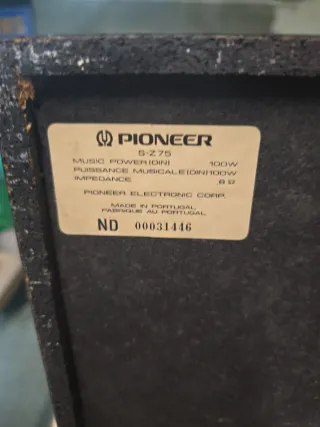 PIONEER
S-Z75
MUSIC POWER(DIN) 100W
PUISSANCE MUSICALE(DIN)100W
IMPEDANCE 8 Ω
PIONEER ELECTRONIC CORP.
MADE IN PORTUGAL
FABRIQUE AU PORTUGAL
ND 00031446